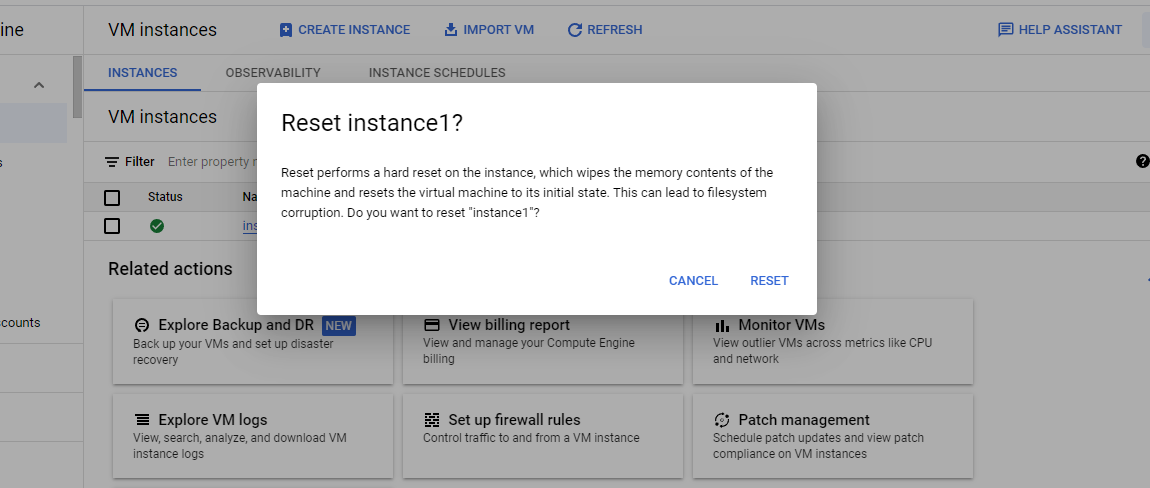 ine
VM instances
CREATE INSTANCE
IMPORT VM
REFRESH
HELP ASSISTANT
INSTANCES
OBSERVABILITY
INSTANCE SCHEDULES
VM instances
Filter
Enter property
Status
Reset instance1?
Reset performs a hard reset on the instance, which wipes the memory contents of the
machine and resets the virtual machine to its initial state. This can lead to filesystem
corruption. Do you want to reset "instance1"?
CANCEL
RESET
Related actions
counts
Explore Backup and DR NEW
Back up your VMs and set up disaster
recovery
View billing report
View and manage your Compute Engine
billing
Monitor VMs
View outlier VMs across metrics like CPU
and network
Explore VM logs
View, search, analyze, and download VM
instance logs
Set up firewall rules
Control traffic to and from a VM instance
Patch management
Schedule patch updates and view patch
compliance on VM instances